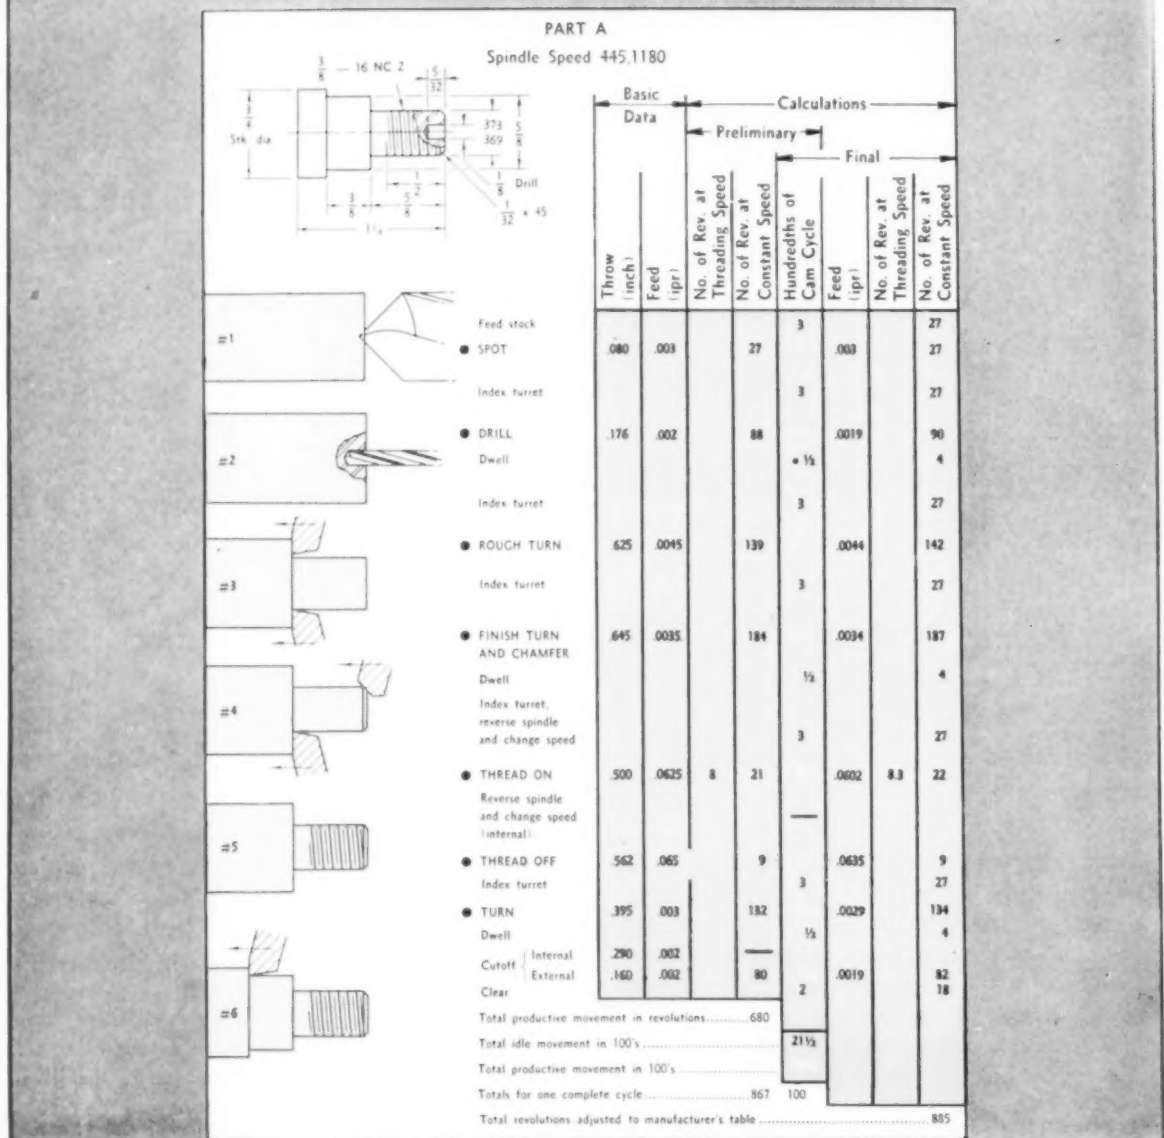 PART A
Spindle Speed 445,1180
3/8 — 16 NC 2
5/32
3/4
Stk. dia.
373
369
5/8
1/2
1/8 Drill
1/32 x 45
3/8
5/8
Basic Data
Calculations
Preliminary
Final
Throw (inch)
Feed (ipr)
No. of Rev. at Threading Speed
No. of Rev. at Constant Speed
Hundredths of Cam Cycle
Feed (ipr)
No. of Rev. at Threading Speed
No. of Rev. at Constant Speed
#1
Feed stock 3 27
● SPOT .080 .003 27 .003 27
Index turret 3 27
#2
● DRILL .176 .002 88 .0019 90
Dwell • ½ 4
Index turret 3 27
#3
● ROUGH TURN .625 .0045 139 .0044 142
Index turret 3 27
#4
● FINISH TURN AND CHAMFER .645 .0035 184 .0034 187
Dwell ½ 4
Index turret,
reverse spindle
and change speed 3 27
#5
● THREAD ON .500 .0625 8 21 .0602 8.3 22
Reverse spindle
and change speed
(internal) —
● THREAD OFF .562 .065 9 .0635 9
Index turret 3 27
#6
● TURN .395 .003 132 .0029 134
Dwell ½ 4
Cutoff { Internal .290 .002 —
External .160 .002 80 .0019 82
Clear 2 18
Total productive movement in revolutions..........680
Total idle movement in 100's .......... 21½
Total productive movement in 100's ..........
Totals for one complete cycle..........867 100
Total revolutions adjusted to manufacturer's table .......... 885